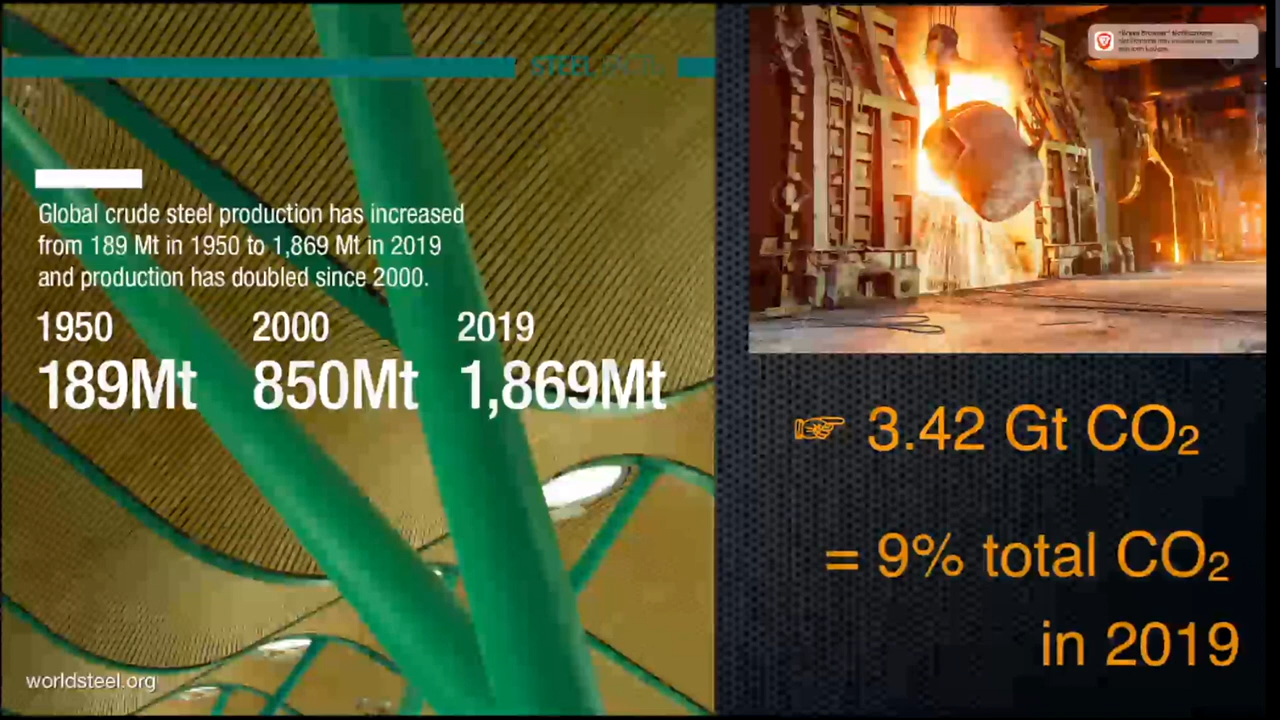 STEEL
Global crude steel production has increased
from 189 Mt in 1950 to 1,869 Mt in 2019
and production has doubled since 2000.
1950 2000 2019
189Mt 850Mt 1,869Mt
worldsteel.org
☞ 3.42 Gt CO₂
= 9% total CO₂
in 2019